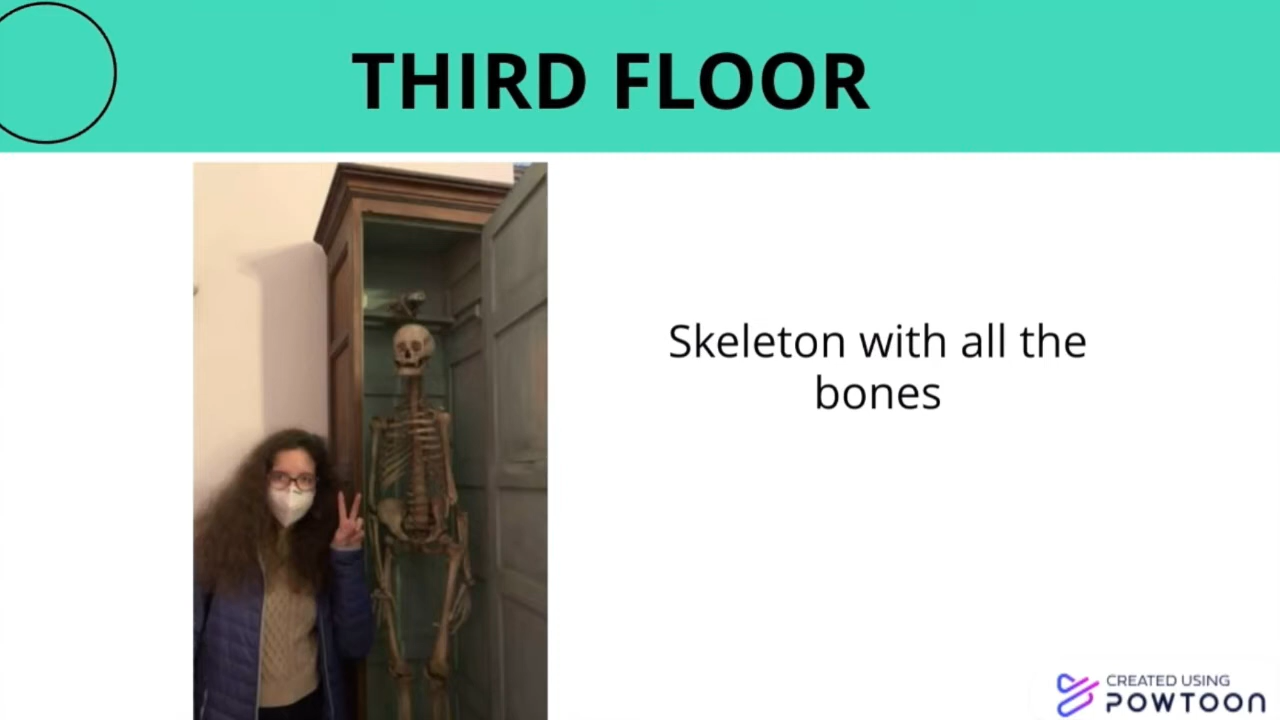 THIRD FLOOR
Skeleton with all the
bones
CREATED USING
POWTOON